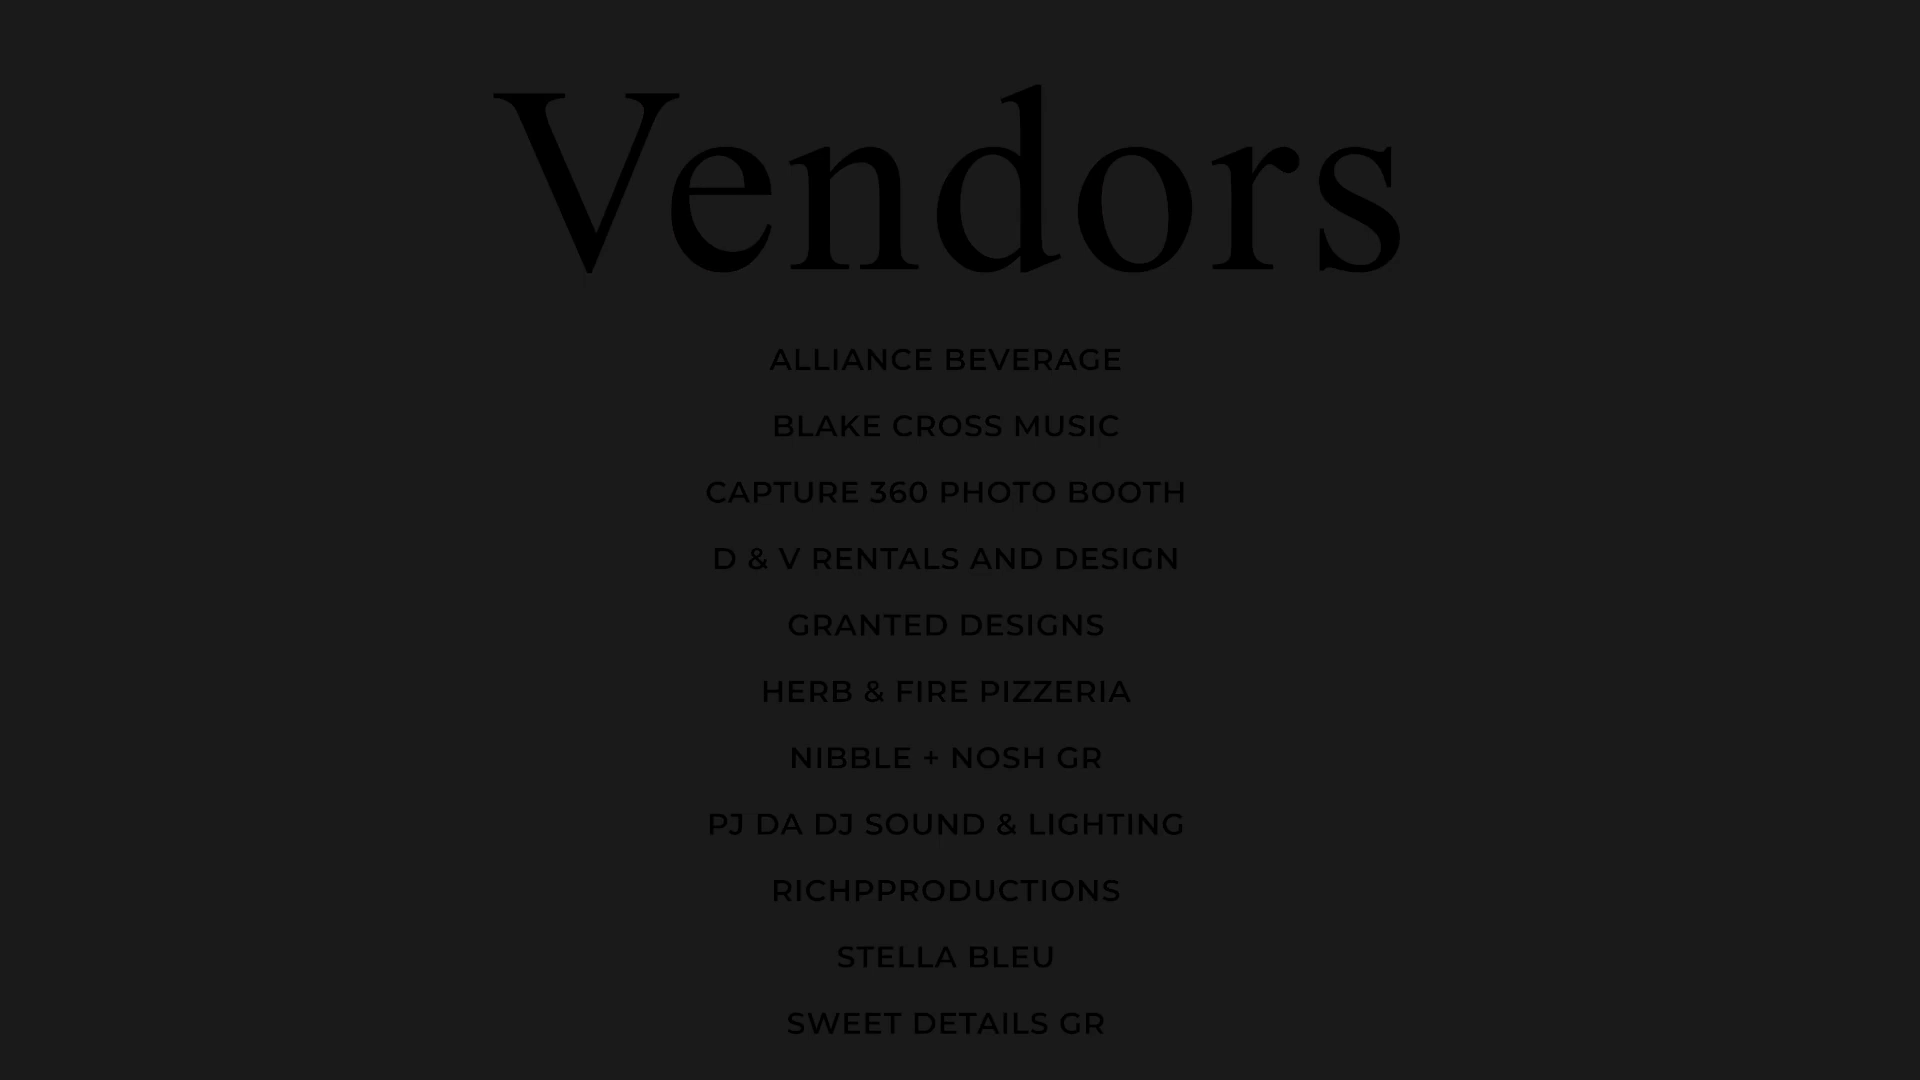 Vendors
ALLIANCE BEVERAGE
BLAKE CROSS MUSIC
CAPTURE 360 PHOTO BOOTH
D & V RENTALS AND DESIGN
GRANTED DESIGNS
HERB & FIRE PIZZERIA
NIBBLE + NOSH GR
PJ DA DJ SOUND & LIGHTING
RICHPPRODUCTIONS
STELLA BLEU
SWEET DETAILS GR